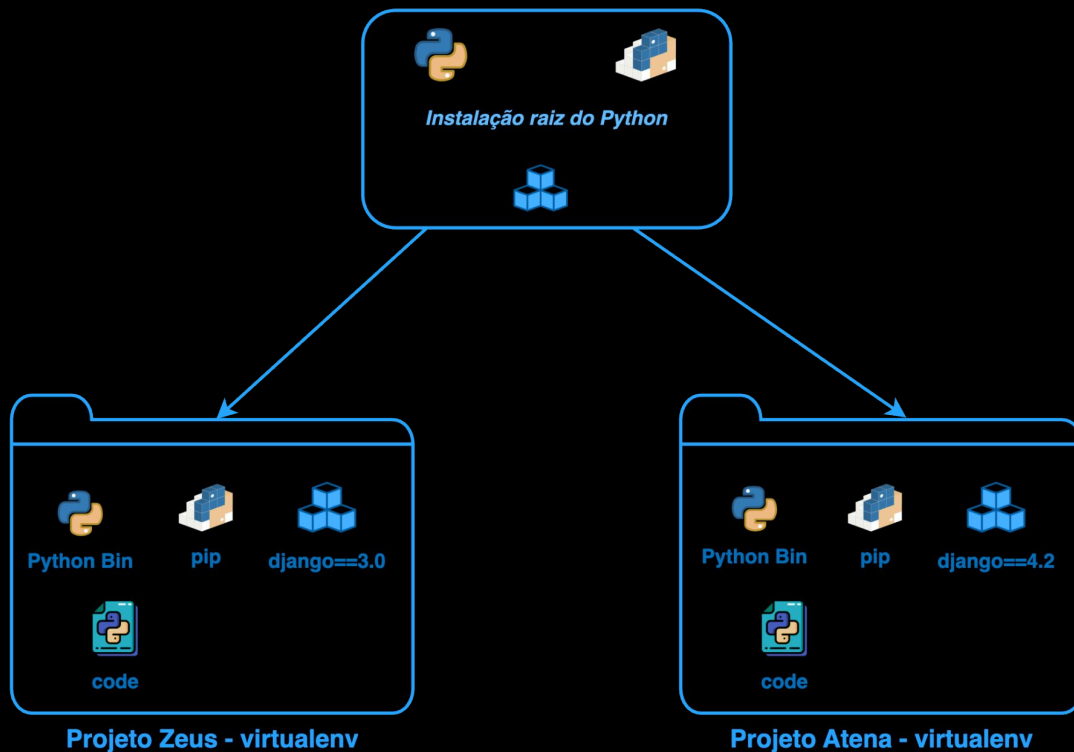 Instalação raiz do Python
Python Bin
pip
django==3.0
code
Projeto Zeus - virtualenv
Python Bin
pip
django==4.2
code
Projeto Atena - virtualenv